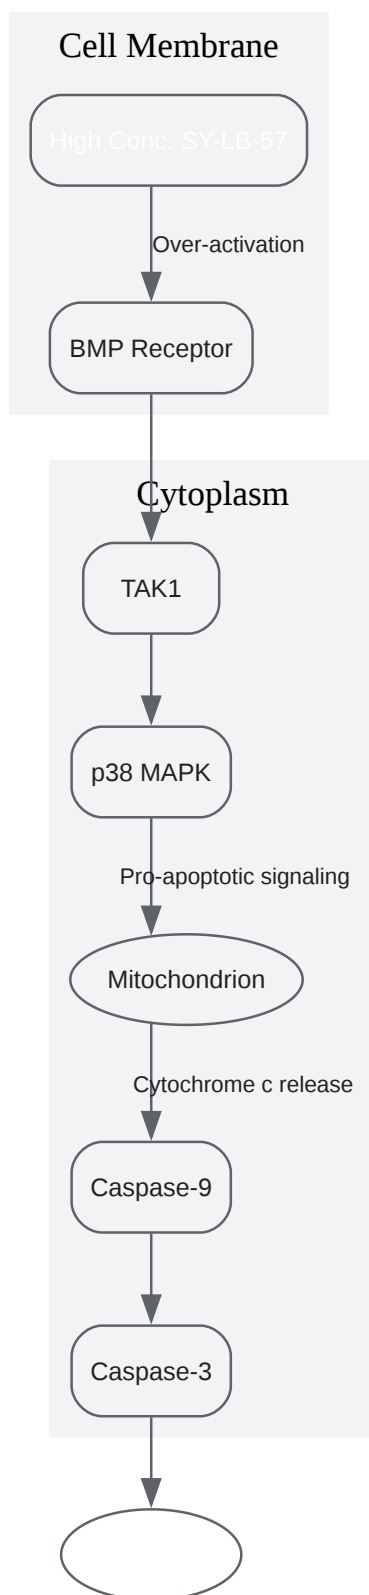 Cell Membrane
High Conc. SY-LB-57
Over-activation
BMP Receptor
Cytoplasm
TAK1
p38 MAPK
Pro-apoptotic signaling
Mitochondrion
Cytochrome c release
Caspase-9
Caspase-3